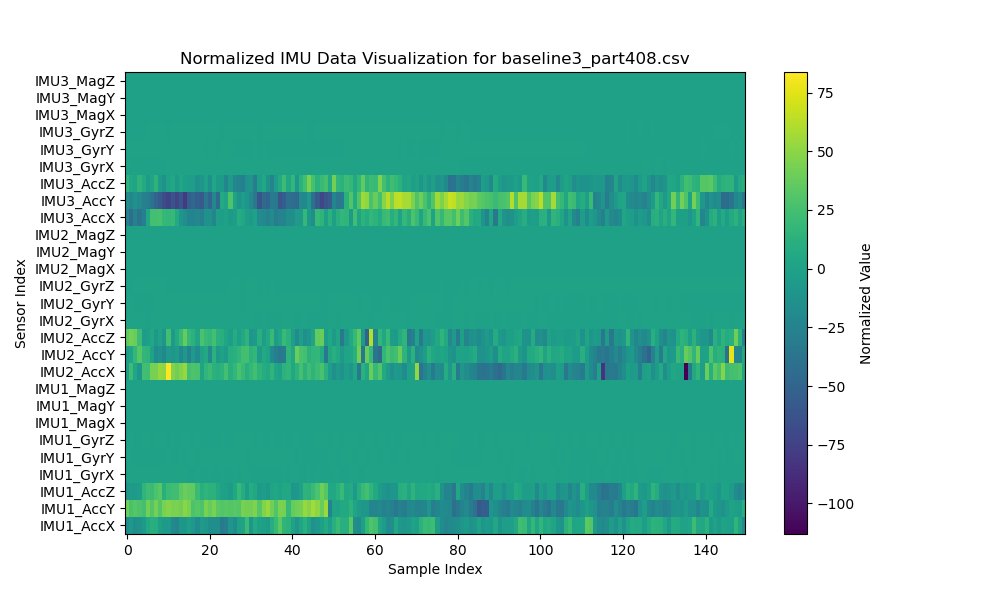 Normalized IMU Data Visualization for baseline3_part408.csv
IMU3_MagZ
IMU3_MagY
IMU3_MagX
IMU3_GyrZ
IMU3_GyrY
IMU3_GyrX
IMU3_AccZ
IMU3_AccY
IMU3_AccX
IMU2_MagZ
IMU2_MagY
IMU2_MagX
IMU2_GyrZ
IMU2_GyrY
IMU2_GyrX
IMU2_AccZ
IMU2_AccY
IMU2_AccX
IMU1_MagZ
IMU1_MagY
IMU1_MagX
IMU1_GyrZ
IMU1_GyrY
IMU1_GyrX
IMU1_AccZ
IMU1_AccY
IMU1_AccX
Sensor Index
0 20 40 60 80 100 120 140
Sample Index
75
50
25
0
−25
−50
−75
−100
Normalized Value